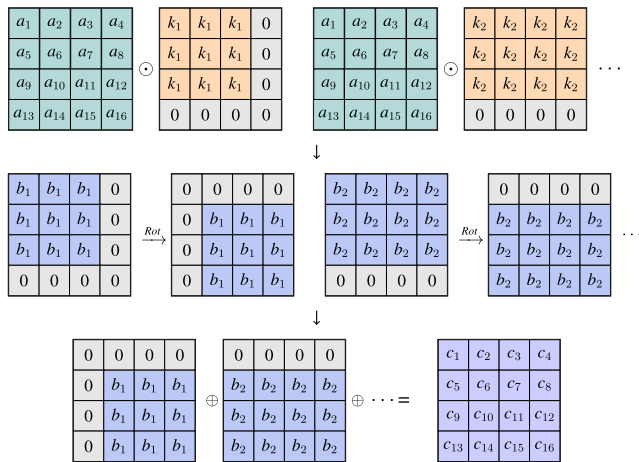 a1 a2 a3 a4 k1 k1 k1 0 a1 a2 a3 a4 k2 k2 k2 k2
a5 a6 a7 a8 k1 k1 k1 0 a5 a6 a7 a8 k2 k2 k2 k2
⊙ ⊙ ⋯
a9 a10 a11 a12 k1 k1 k1 0 a9 a10 a11 a12 k2 k2 k2 k2
a13 a14 a15 a16 0 0 0 0 a13 a14 a15 a16 0 0 0 0
↓
b1 b1 b1 0 0 0 0 0 b2 b2 b2 b2 0 0 0 0
b1 b1 b1 0 0 b1 b1 b1 b2 b2 b2 b2 b2 b2 b2 b2
Rot → Rot → ⋯
b1 b1 b1 0 0 b1 b1 b1 b2 b2 b2 b2 b2 b2 b2 b2
0 0 0 0 0 b1 b1 b1 0 0 0 0 b2 b2 b2 b2
↓
0 0 0 0 0 0 0 0 c1 c2 c3 c4
0 b1 b1 b1 b2 b2 b2 b2 c5 c6 c7 c8
⊕ ⊕ ⋯ =
0 b1 b1 b1 b2 b2 b2 b2 c9 c10 c11 c12
0 b1 b1 b1 b2 b2 b2 b2 c13 c14 c15 c16